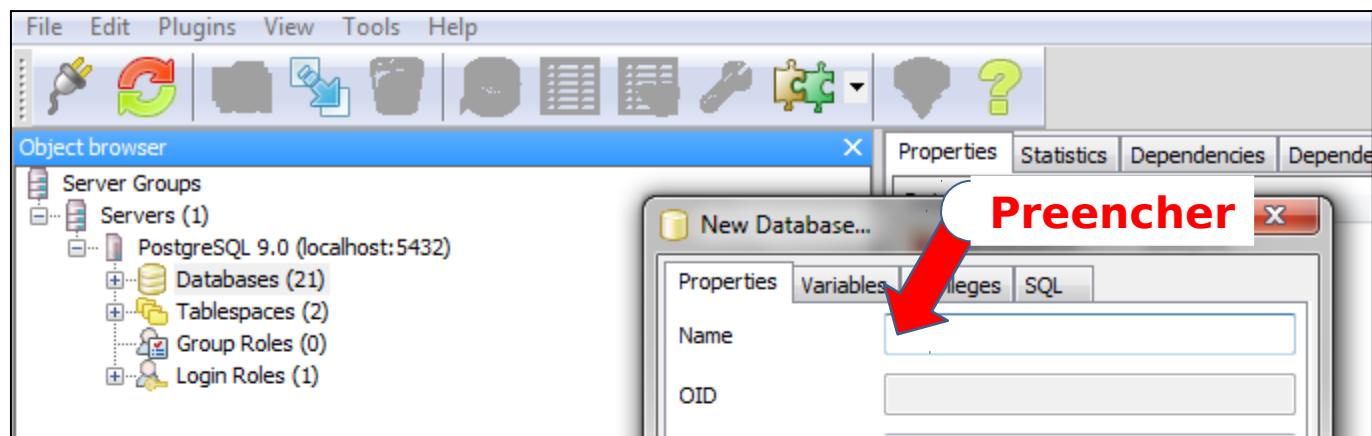 File Edit Plugins View Tools Help
Object browser
Properties Statistics Dependencies Depende
Server Groups
Servers (1)
PostgreSQL 9.0 (localhost:5432)
Databases (21)
Tablespaces (2)
Group Roles (0)
Login Roles (1)
Preencher
New Database...
Properties Variables ileges SQL
Name
OID